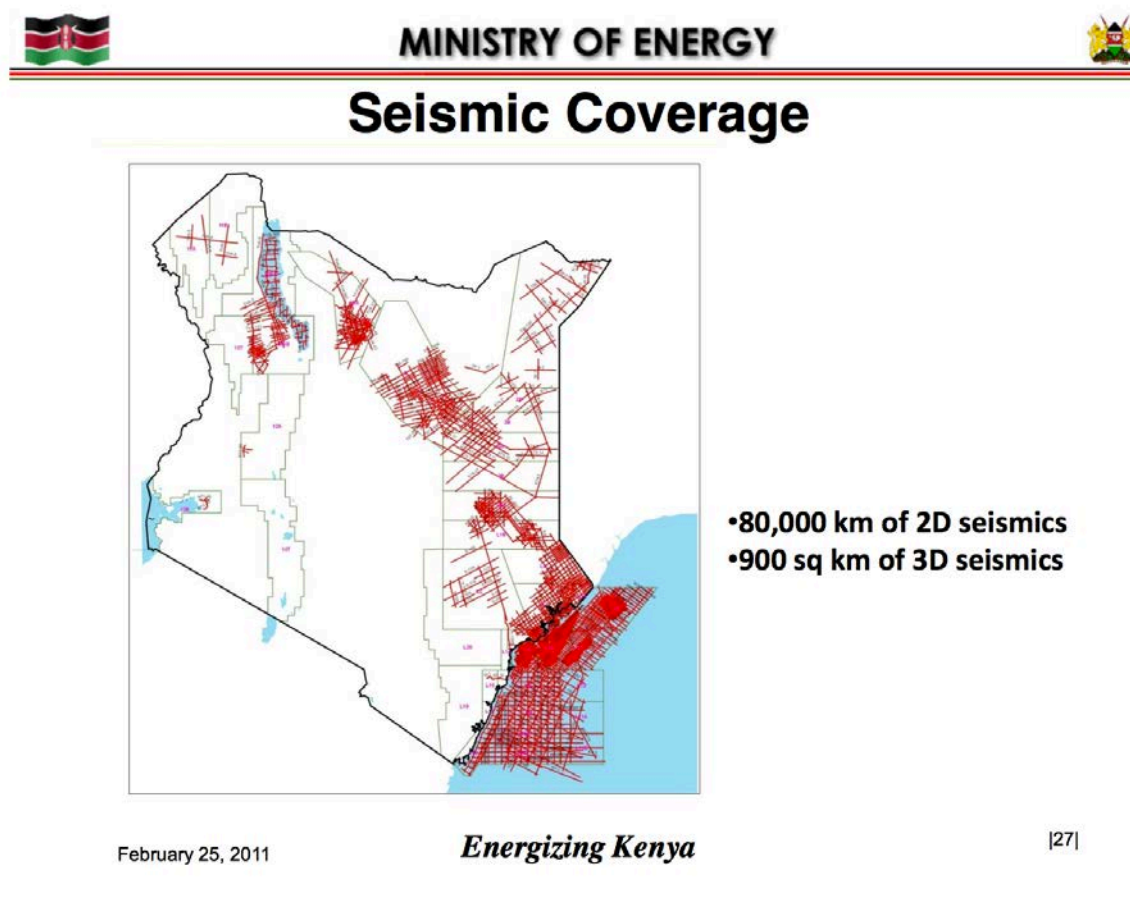 MINISTRY OF ENERGY
Seismic Coverage
•80,000 km of 2D seismics
•900 sq km of 3D seismics
February 25, 2011
Energizing Kenya
|27|